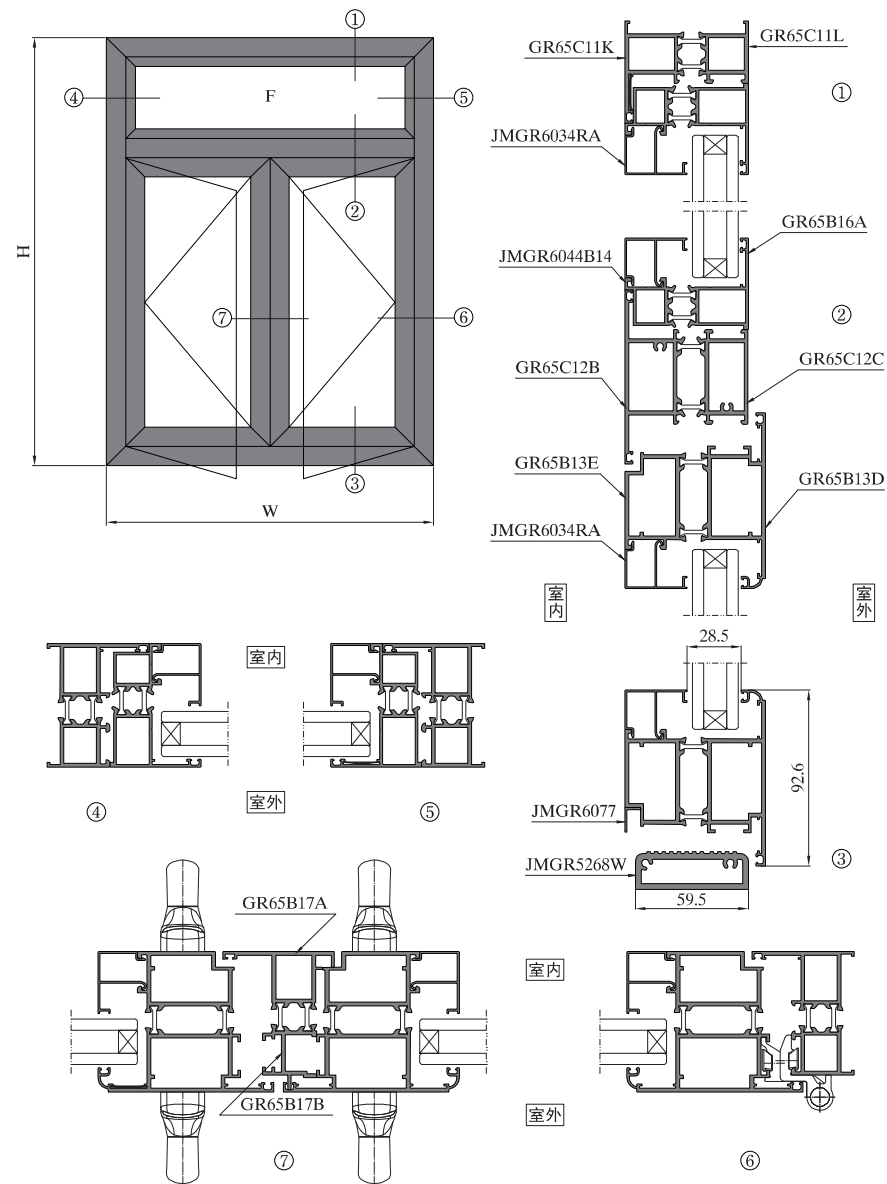 ①
④
F
⑤
②
H
⑦
⑥
③
W
GR65C11K
GR65C11L
①
JMGR6034RA
GR65B16A
JMGR6044B14
②
GR65C12B
GR65C12C
GR65B13E
GR65B13D
JMGR6034RA
室内
室外
28.5
92.6
JMGR6077
③
JMGR5268W
59.5
室内
室外
④
⑤
GR65B17A
GR65B17B
⑦
室内
室外
⑥